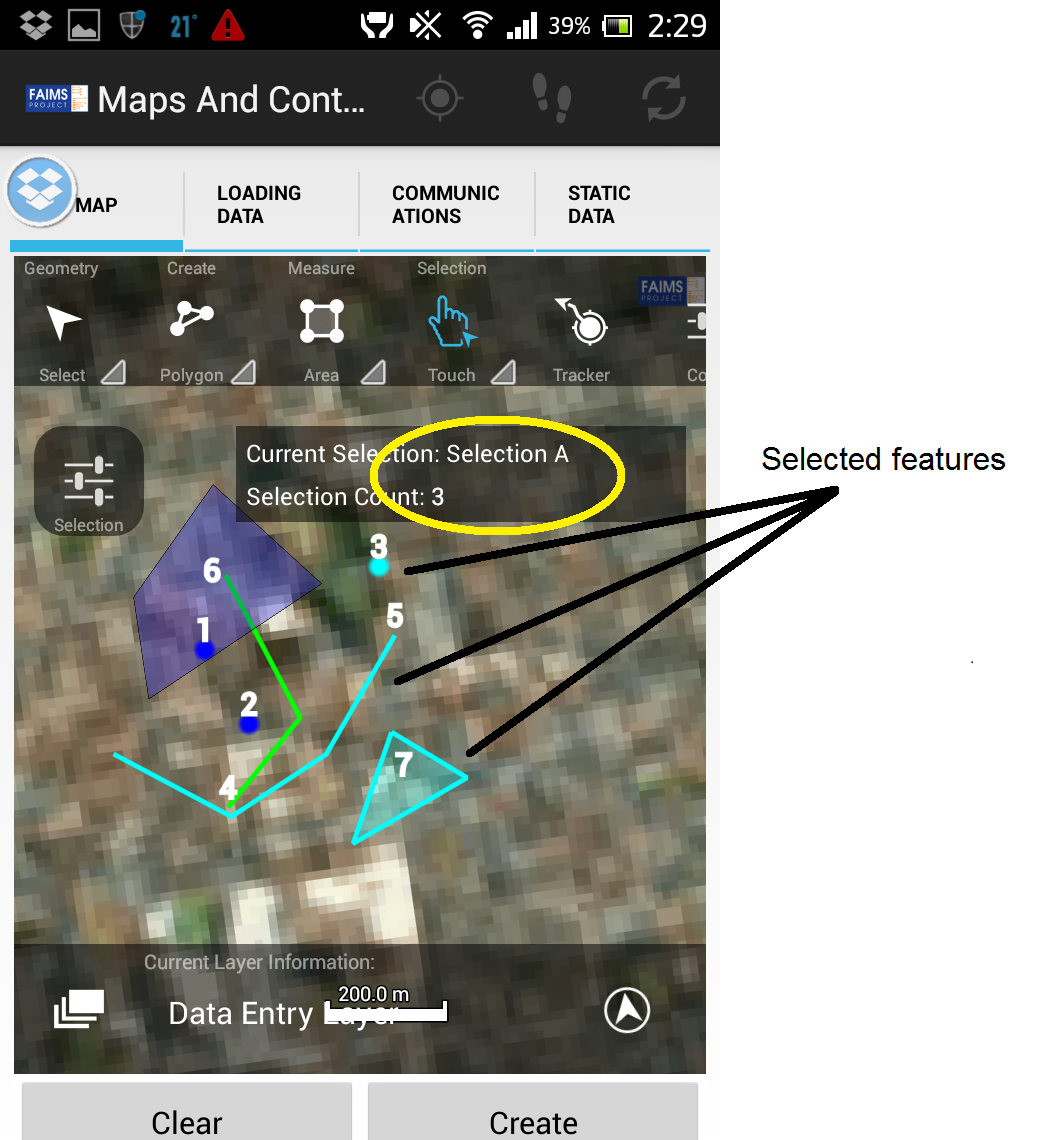 21°
39%
2:29
FAIMS
PROJECT
Maps And Cont...
MAP
LOADING
DATA
COMMUNIC
ATIONS
STATIC
DATA
Geometry
Create
Measure
Selection
FAIMS
PROJECT
Select
Polygon
Area
Touch
Tracker
Co
Current Selection: Selection A
Selection Count: 3
Selection
Selected features
3
6
5
1
2
7
4
Current Layer Information:
200.0 m
Data Entry Layer
Clear
Create